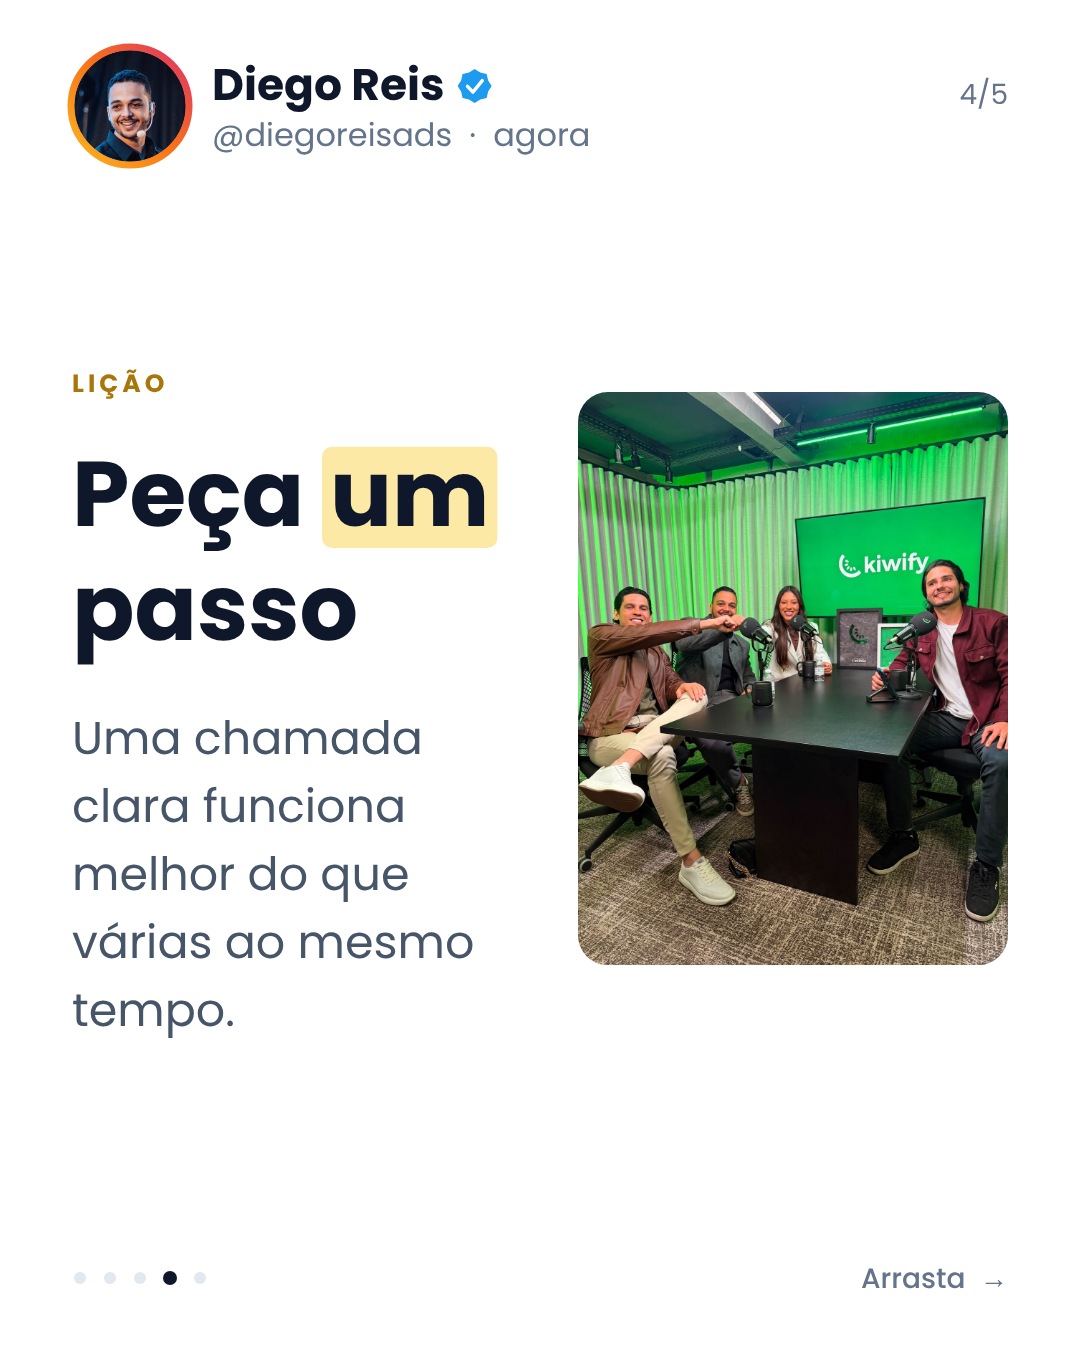 Diego Reis
@diegoreisads · agora
4/5
LIÇÃO
Peça um
passo
Uma chamada
clara funciona
melhor do que
várias ao mesmo
tempo.
kiwify
Arrasta →